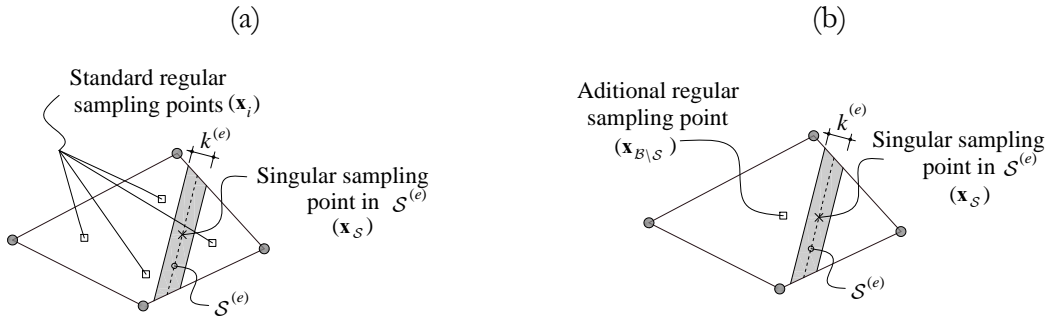 (a)
Standard regular
sampling points (x_i)
k^(e)
Singular sampling
point in S^(e)
(x_S)
S^(e)
(b)
Aditional regular
sampling point
(x_B\S)
k^(e)
Singular sampling
point in S^(e)
(x_S)
S^(e)